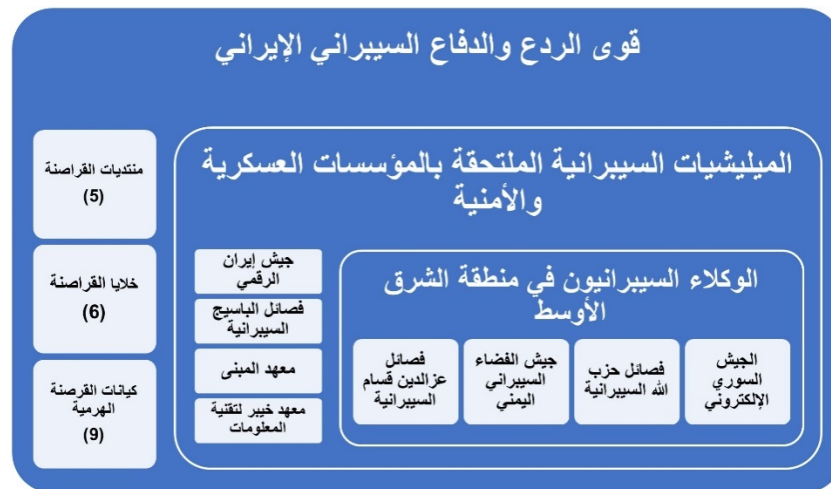 قوى الردع والدفاع السيبراني الإيراني
الميليشيات السيبرانية الملتحقة بالمؤسسات العسكرية
والأمنية
الوكلاء السيبرانيون في منطقة الشرق
الأوسط
الجيش
السوري
الإلكتروني
فصائل حزب
الله السيبرانية
جيش الفضاء
السيبراني
اليمني
فصائل
عزالدين قسام
السيبرانية
جيش إيران
الرقمي
فصائل الباسيج
السيبرانية
معهد المبنى
معهد خيبر لتقنية
المعلومات
منتديات القراصنة
(5)
خلايا القراصنة
(6)
كيانات القرصنة
الهرمية
(9)